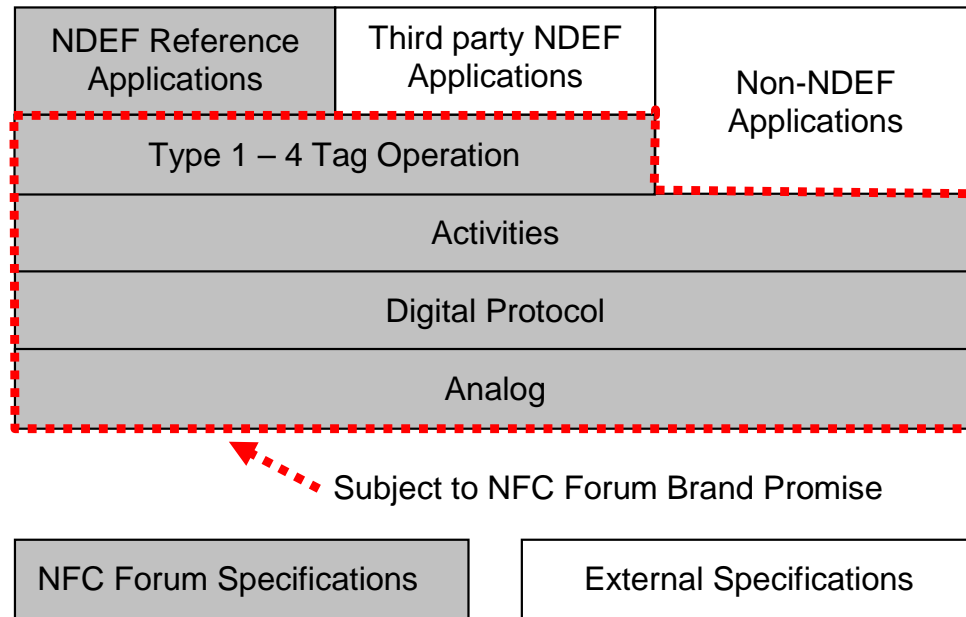 NDEF Reference
Applications
Third party NDEF
Applications
Non-NDEF
Applications
Type 1 – 4 Tag Operation
Activities
Digital Protocol
Analog
Subject to NFC Forum Brand Promise
NFC Forum Specifications
External Specifications